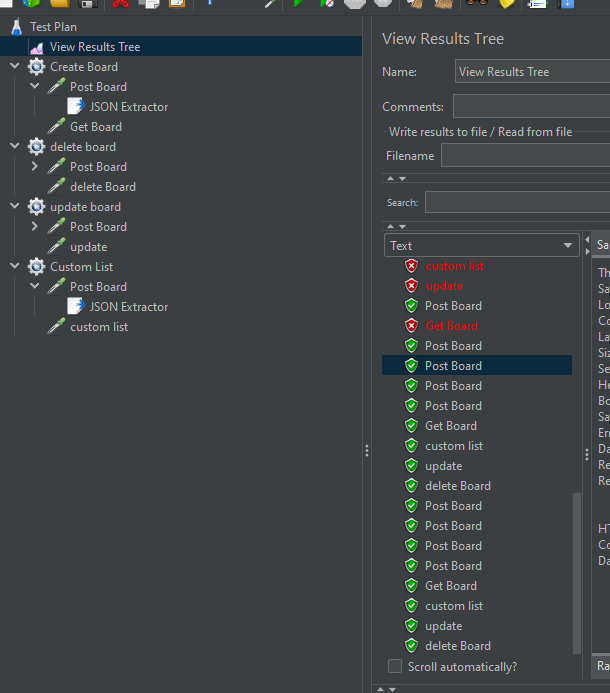 Test Plan
View Results Tree
Create Board
Post Board
JSON Extractor
Get Board
delete board
Post Board
delete Board
update board
Post Board
update
Custom List
Post Board
JSON Extractor
custom list
View Results Tree
Name: View Results Tree
Comments:
Write results to file / Read from file
Filename
Search:
Text
custom list
update
Post Board
Get Board
Post Board
Post Board
Post Board
Post Board
Get Board
custom list
update
delete Board
Post Board
Post Board
Post Board
Post Board
Get Board
custom list
update
delete Board
Scroll automatically?
Sa
Th
Sa
Lo
Co
La
Siz
Se
He
Bo
Sa
Err
Da
Re
Re
HT
Co
Da
Ra